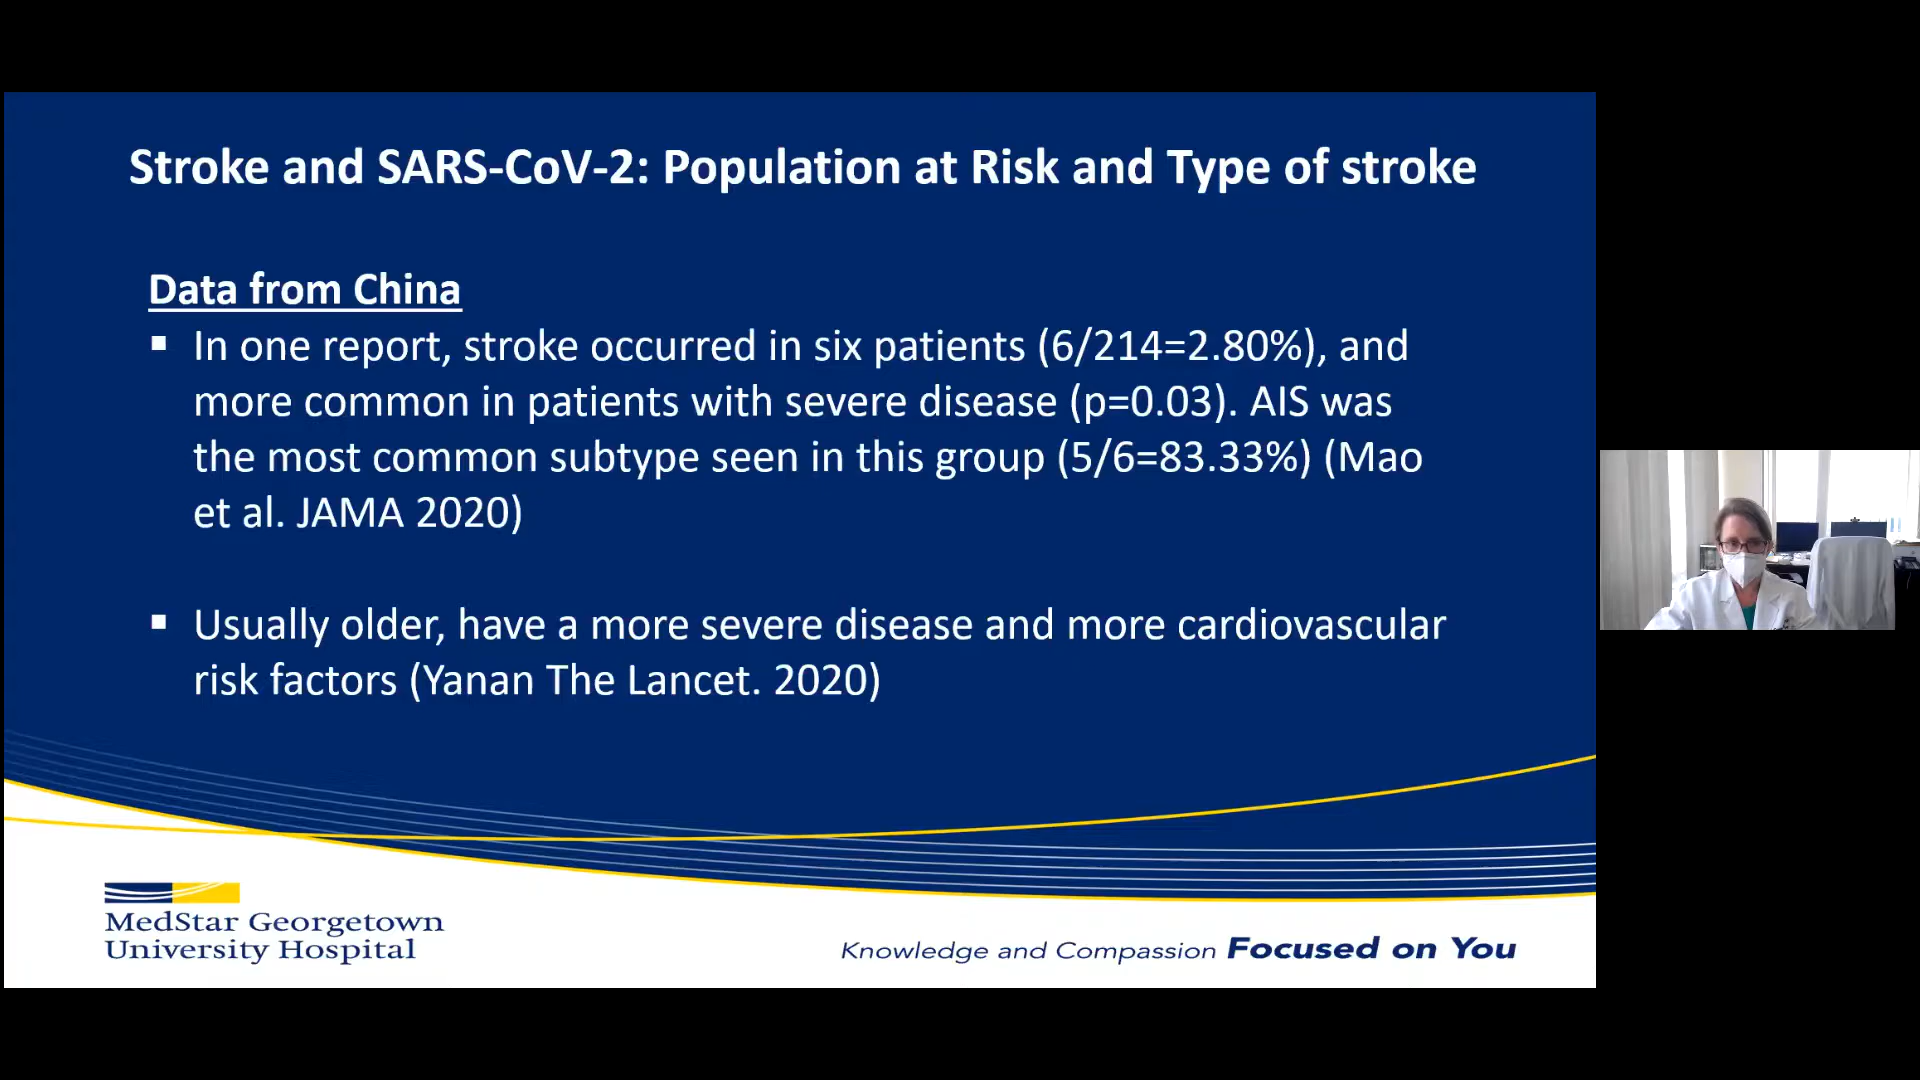 Stroke and SARS-CoV-2: Population at Risk and Type of stroke
Data from China
▪ In one report, stroke occurred in six patients (6/214=2.80%), and
more common in patients with severe disease (p=0.03). AIS was
the most common subtype seen in this group (5/6=83.33%) (Mao
et al. JAMA 2020)
▪ Usually older, have a more severe disease and more cardiovascular
risk factors (Yanan The Lancet. 2020)
MedStar Georgetown
University Hospital
Knowledge and Compassion Focused on You